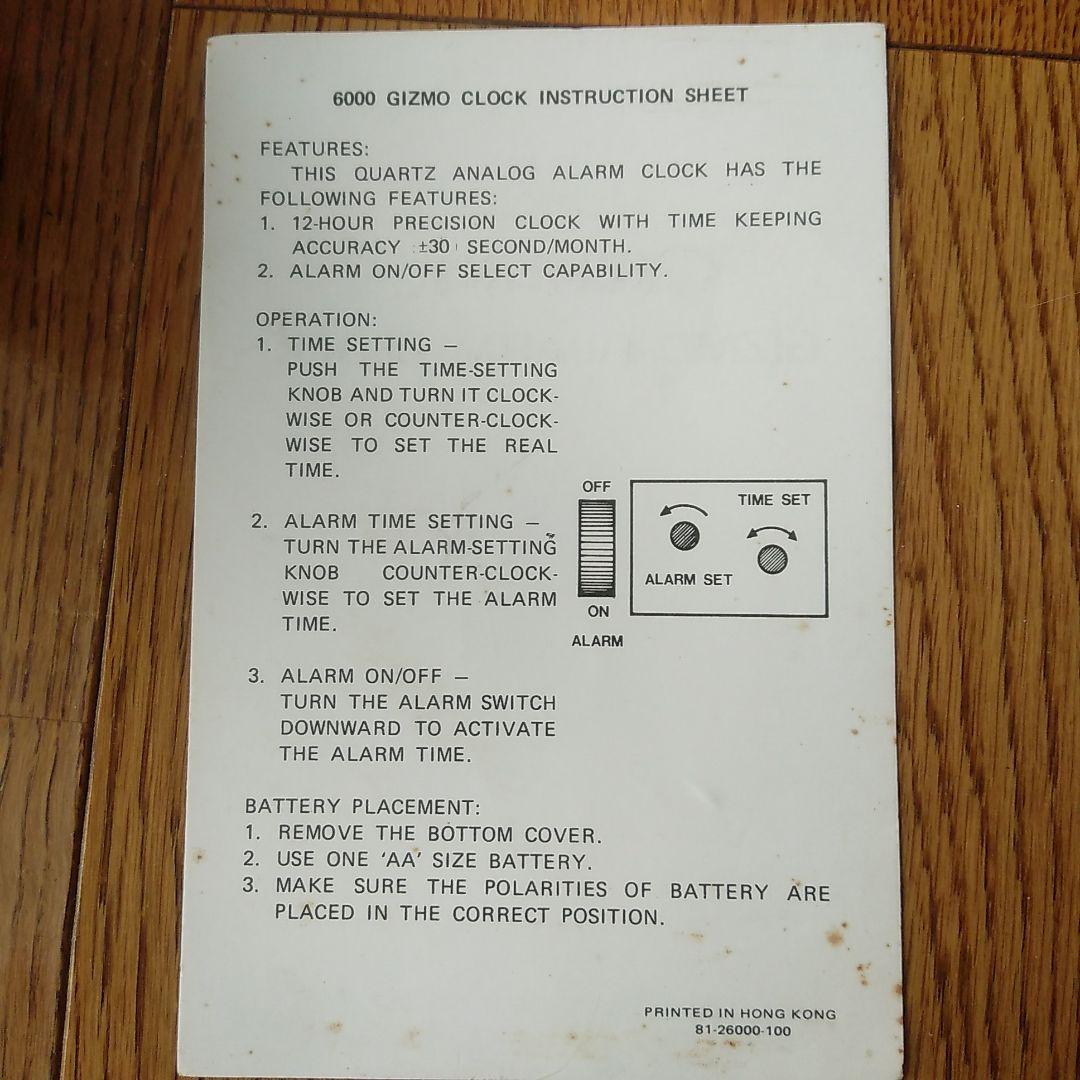 6000 GIZMO CLOCK INSTRUCTION SHEET
FEATURES:
THIS QUARTZ ANALOG ALARM CLOCK HAS THE
FOLLOWING FEATURES:
1. 12-HOUR PRECISION CLOCK WITH TIME KEEPING
ACCURACY ±30 SECOND/MONTH.
2. ALARM ON/OFF SELECT CAPABILITY.
OPERATION:
1. TIME SETTING –
PUSH THE TIME-SETTING
KNOB AND TURN IT CLOCK-
WISE OR COUNTER-CLOCK-
WISE TO SET THE REAL
TIME.
2. ALARM TIME SETTING –
TURN THE ALARM-SETTING
KNOB COUNTER-CLOCK-
WISE TO SET THE ALARM
TIME.
OFF
ON
ALARM
TIME SET
ALARM SET
3. ALARM ON/OFF –
TURN THE ALARM SWITCH
DOWNWARD TO ACTIVATE
THE ALARM TIME.
BATTERY PLACEMENT:
1. REMOVE THE BOTTOM COVER.
2. USE ONE 'AA' SIZE BATTERY.
3. MAKE SURE THE POLARITIES OF BATTERY ARE
PLACED IN THE CORRECT POSITION.
PRINTED IN HONG KONG
81-26000-100